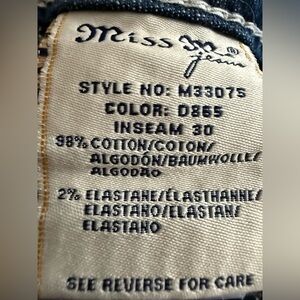 Miss Me®
jeans
STYLE NO: M33075
COLOR: D865
INSEAM 30
98% COTTON/COTON/
ALGODÓN/BAUMWOLLE/
ALGODAO
2% ELASTANE/ÉLASTHANNE/
ELASTANO/ELASTAN/
ELASTANO
SEE REVERSE FOR CARE